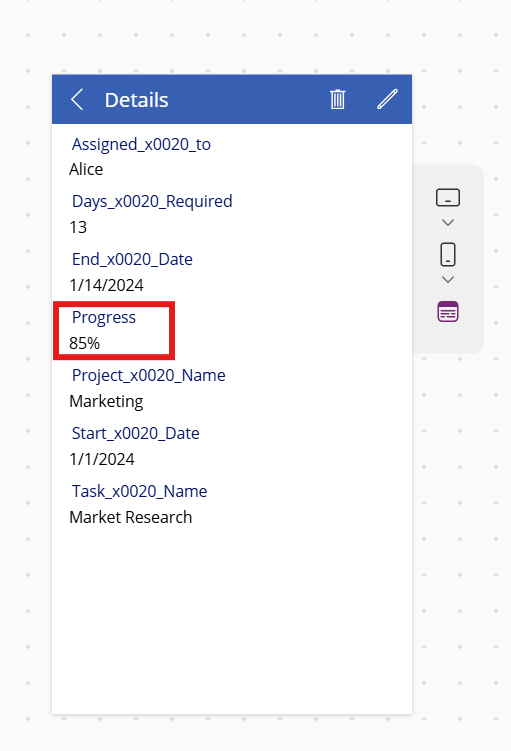 Details
Assigned_x0020_to
Alice
Days_x0020_Required
13
End_x0020_Date
1/14/2024
Progress
85%
Project_x0020_Name
Marketing
Start_x0020_Date
1/1/2024
Task_x0020_Name
Market Research